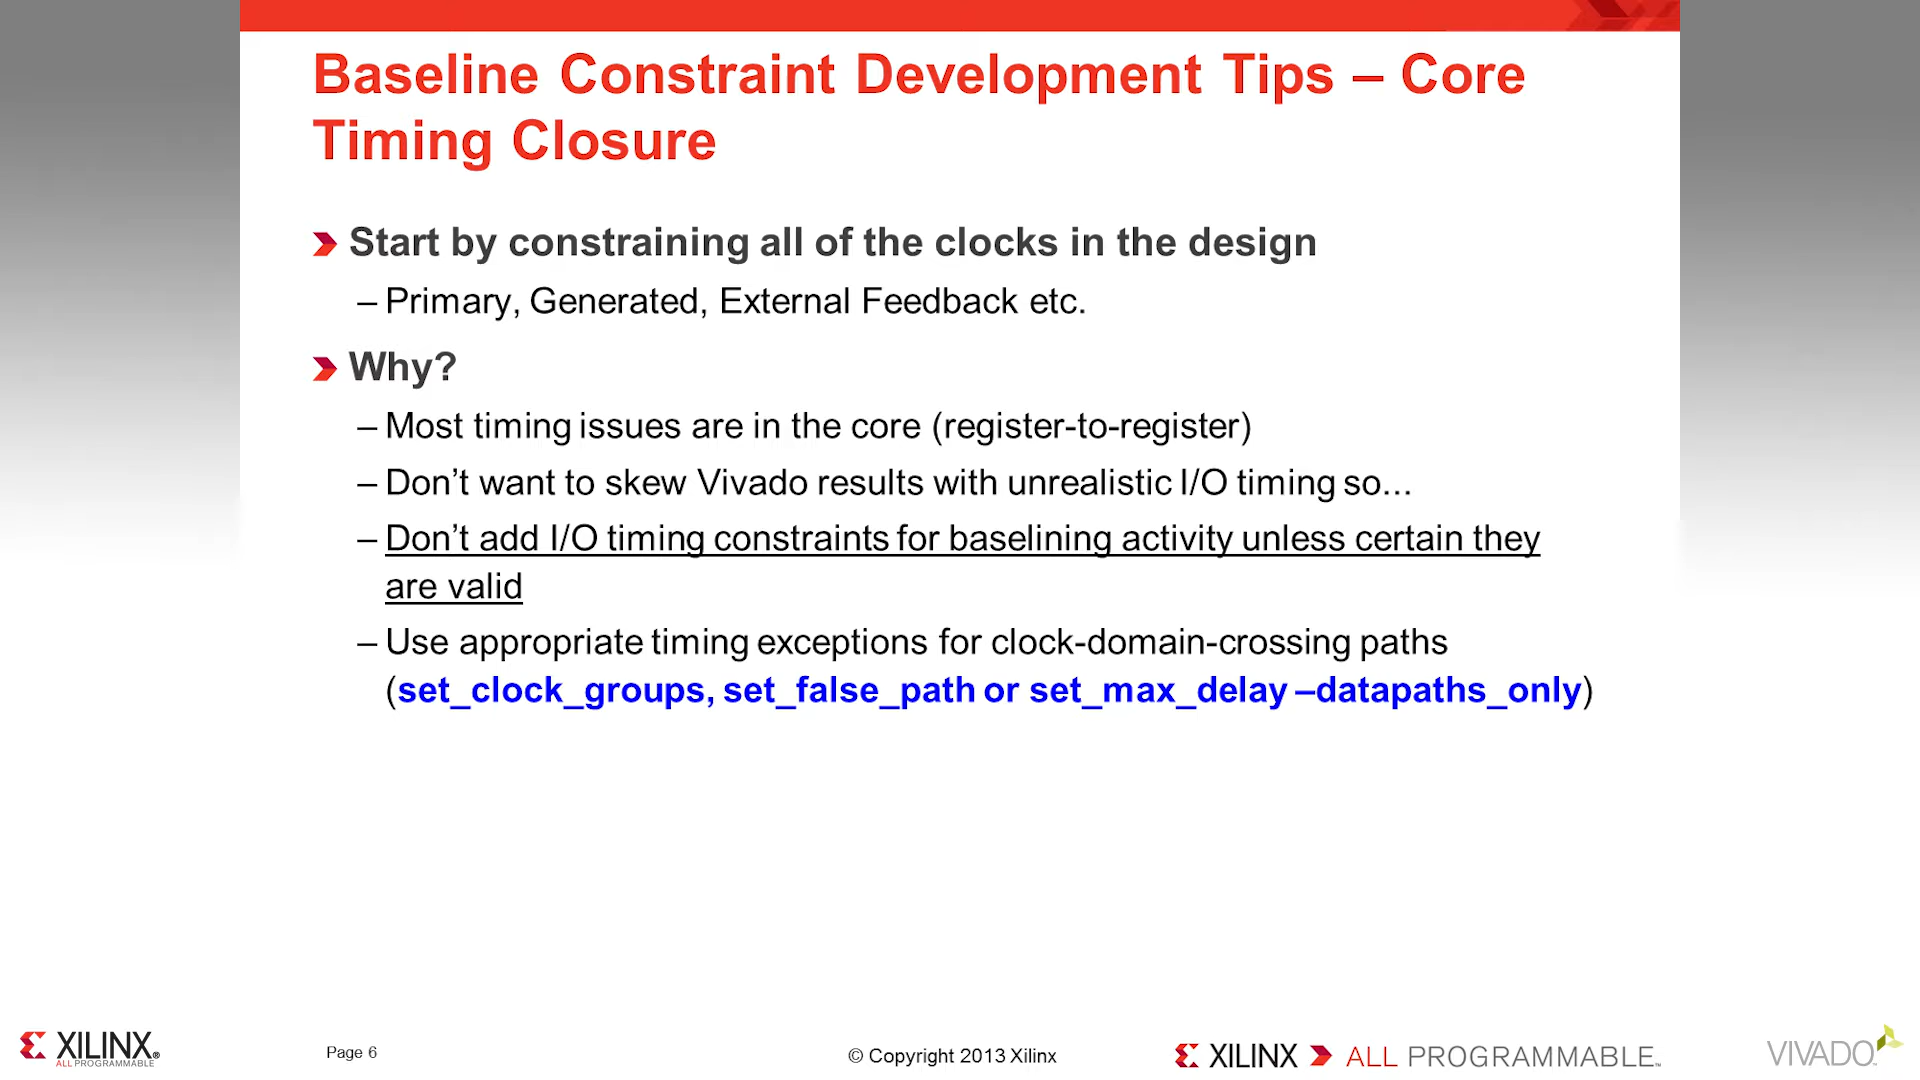 Baseline Constraint Development Tips – Core
Timing Closure
Start by constraining all of the clocks in the design
– Primary, Generated, External Feedback etc.
Why?
– Most timing issues are in the core (register-to-register)
– Don’t want to skew Vivado results with unrealistic I/O timing so...
– Don’t add I/O timing constraints for baselining activity unless certain they
are valid
– Use appropriate timing exceptions for clock-domain-crossing paths
(set_clock_groups, set_false_path or set_max_delay –datapaths_only)
XILINX®
ALL PROGRAMMABLE
Page 6
© Copyright 2013 Xilinx
XILINX ALL PROGRAMMABLE™
VIVADO™